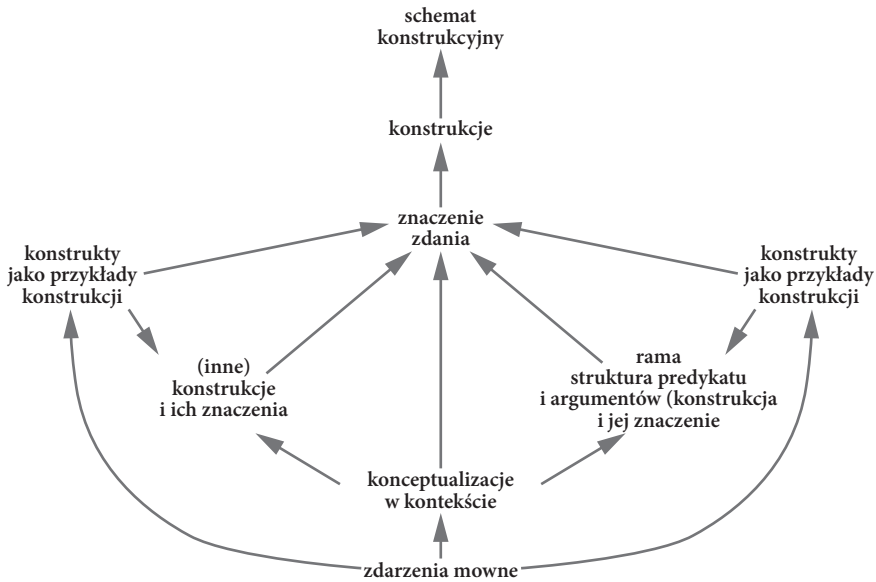 schemat
konstrukcyjny
konstrukcje
znaczenie
zdania
konstrukty
jako przykłady
konstrukcji
konstrukty
jako przykłady
konstrukcji
(inne)
konstrukcje
i ich znaczenia
rama
struktura predykatu
i argumentów (konstrukcja
i jej znaczenie
konceptualizacje
w kontekście
zdarzenia mowne